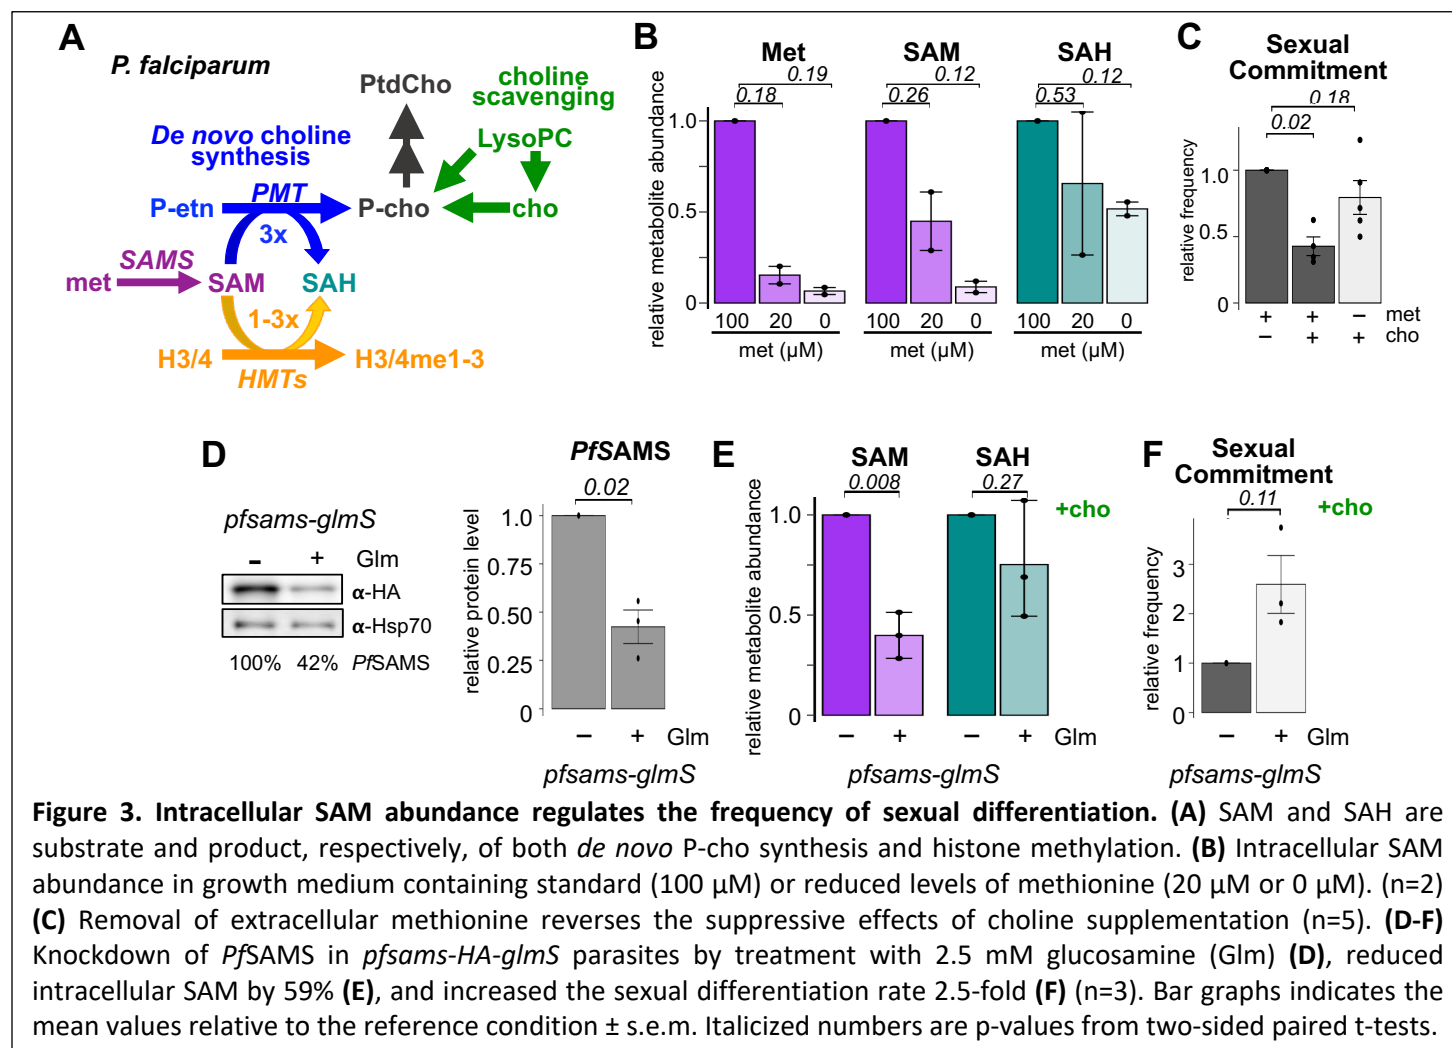 A
P. falciparum
PtdCho
choline
scavenging
LysoPC
De novo choline
synthesis
PMT
P-etn
P-cho
cho
3x
SAMS
met
SAM
SAH
1-3x
H3/4
H3/4me1-3
HMTs
B
relative metabolite abundance
Met
0.19
0.18
1.0
0.5
0
100 20 0
met (µM)
SAM
0.12
0.26
100 20 0
met (µM)
SAH
0.12
0.53
100 20 0
met (µM)
C
Sexual
Commitment
0.18
0.02
relative frequency
1.0
0.5
0
+ + − met
− + + cho
D
pfsams-glmS
- + Glm
α-HA
α-Hsp70
100% 42% PfSAMS
PfSAMS
0.02
relative protein level
1.0
0.75
0.50
0.25
0
− + Glm
pfsams-glmS
E
SAM
SAH
0.008
0.27
+cho
relative metabolite abundance
1.0
0.5
0
− + − + Glm
pfsams-glmS
F
Sexual
Commitment
0.11
+cho
relative frequency
3
2
1
0
− + Glm
pfsams-glmS
Figure 3. Intracellular SAM abundance regulates the frequency of sexual differentiation. (A) SAM and SAH are
substrate and product, respectively, of both de novo P-cho synthesis and histone methylation. (B) Intracellular SAM
abundance in growth medium containing standard (100 µM) or reduced levels of methionine (20 µM or 0 µM). (n=2)
(C) Removal of extracellular methionine reverses the suppressive effects of choline supplementation (n=5). (D-F)
Knockdown of PfSAMS in pfsams-HA-glmS parasites by treatment with 2.5 mM glucosamine (Glm) (D), reduced
intracellular SAM by 59% (E), and increased the sexual differentiation rate 2.5-fold (F) (n=3). Bar graphs indicates the
mean values relative to the reference condition ± s.e.m. Italicized numbers are p-values from two-sided paired t-tests.